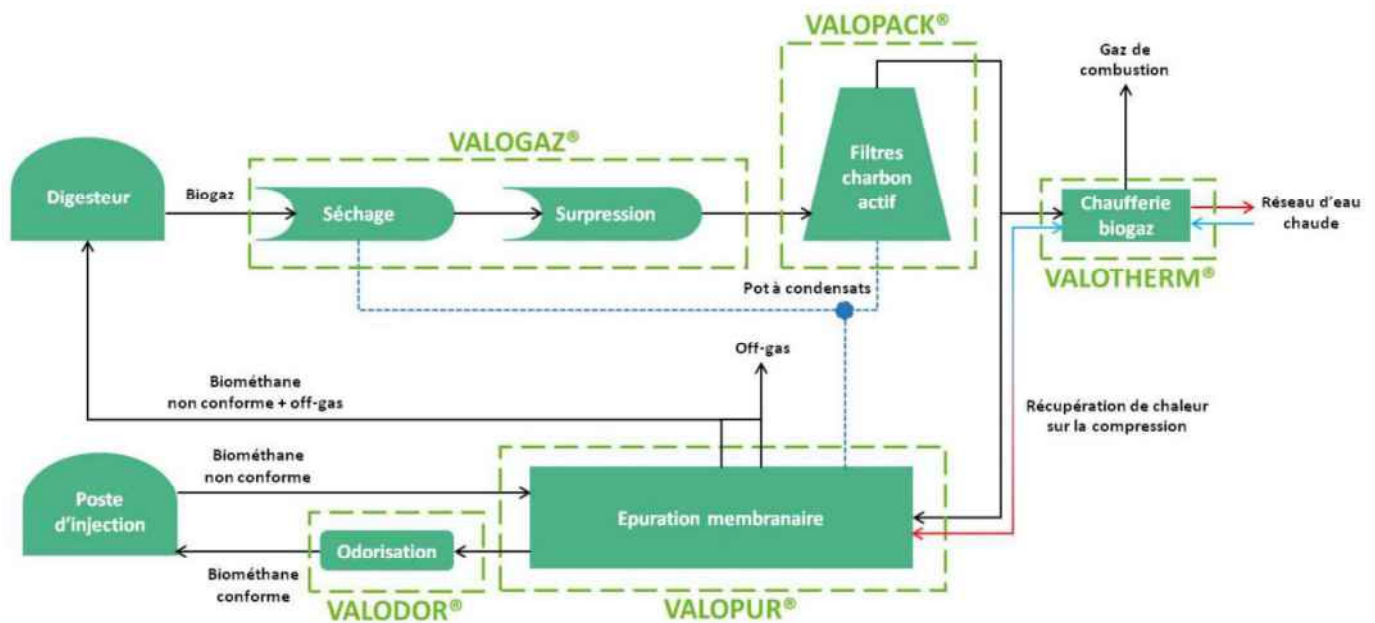 VALOPACK®
Gaz de
combustion
VALOGAZ®
Digesteur
Biogaz
Séchage
Surpression
Filtres
charbon
actif
Chaufferie
biogaz
Réseau d'eau
chaude
VALOTHERM®
Pot à condensats
Off-gas
Biométhane
non conforme + off-gas
Récupération de chaleur
sur la compression
Biométhane
non conforme
Poste
d'injection
Epuration membranaire
Odorisation
Biométhane
conforme
VALODOR®
VALOPUR®